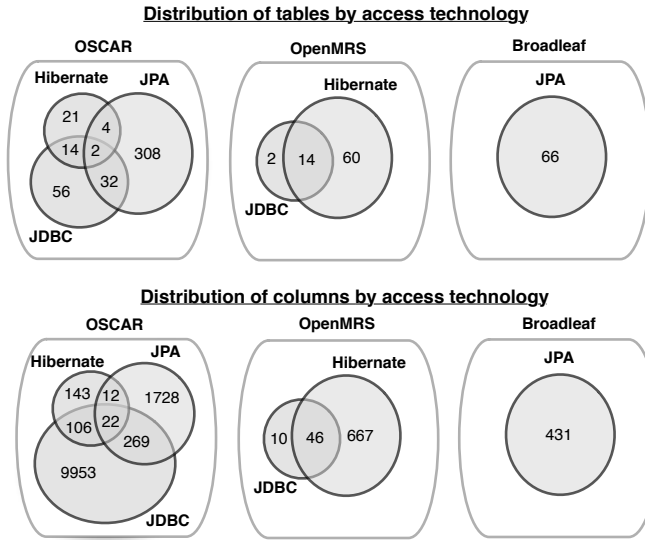 Distribution of tables by access technology
OSCAR
OpenMRS
Broadleaf
Hibernate
JPA
21
4
14
2
308
56
32
JDBC
Hibernate
2
14
60
JDBC
JPA
66
Distribution of columns by access technology
OSCAR
OpenMRS
Broadleaf
Hibernate
JPA
143
12
1728
106
22
269
9953
JDBC
Hibernate
10
46
667
JDBC
JPA
431